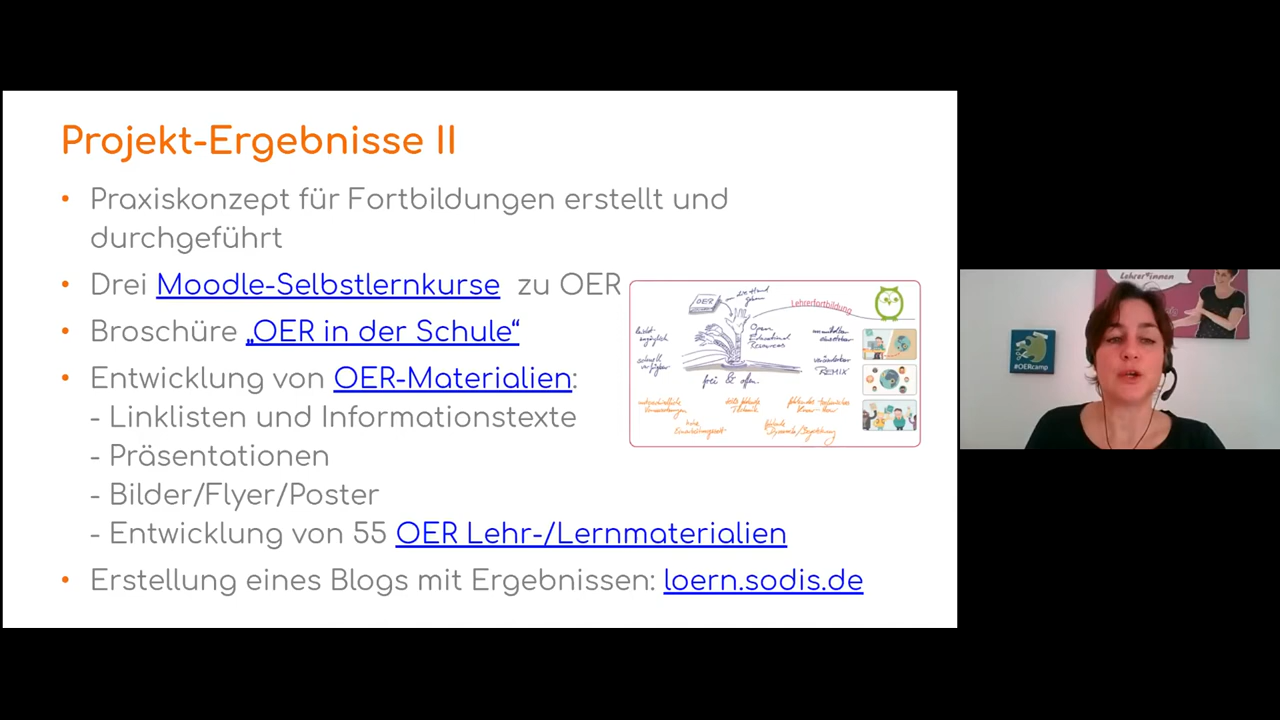 Projekt-Ergebnisse II
• Praxiskonzept für Fortbildungen erstellt und
durchgeführt
• Drei Moodle-Selbstlernkurse zu OER
• Broschüre „OER in der Schule“
• Entwicklung von OER-Materialien:
- Linklisten und Informationstexte
- Präsentationen
- Bilder/Flyer/Poster
- Entwicklung von 55 OER Lehr-/Lernmaterialien
• Erstellung eines Blogs mit Ergebnissen: loern.sodis.de
OER
Lehrerfortbildung
Open
Educational
Resources
frei & offen.
REMIX
Lehrer*innen
#OERcamp